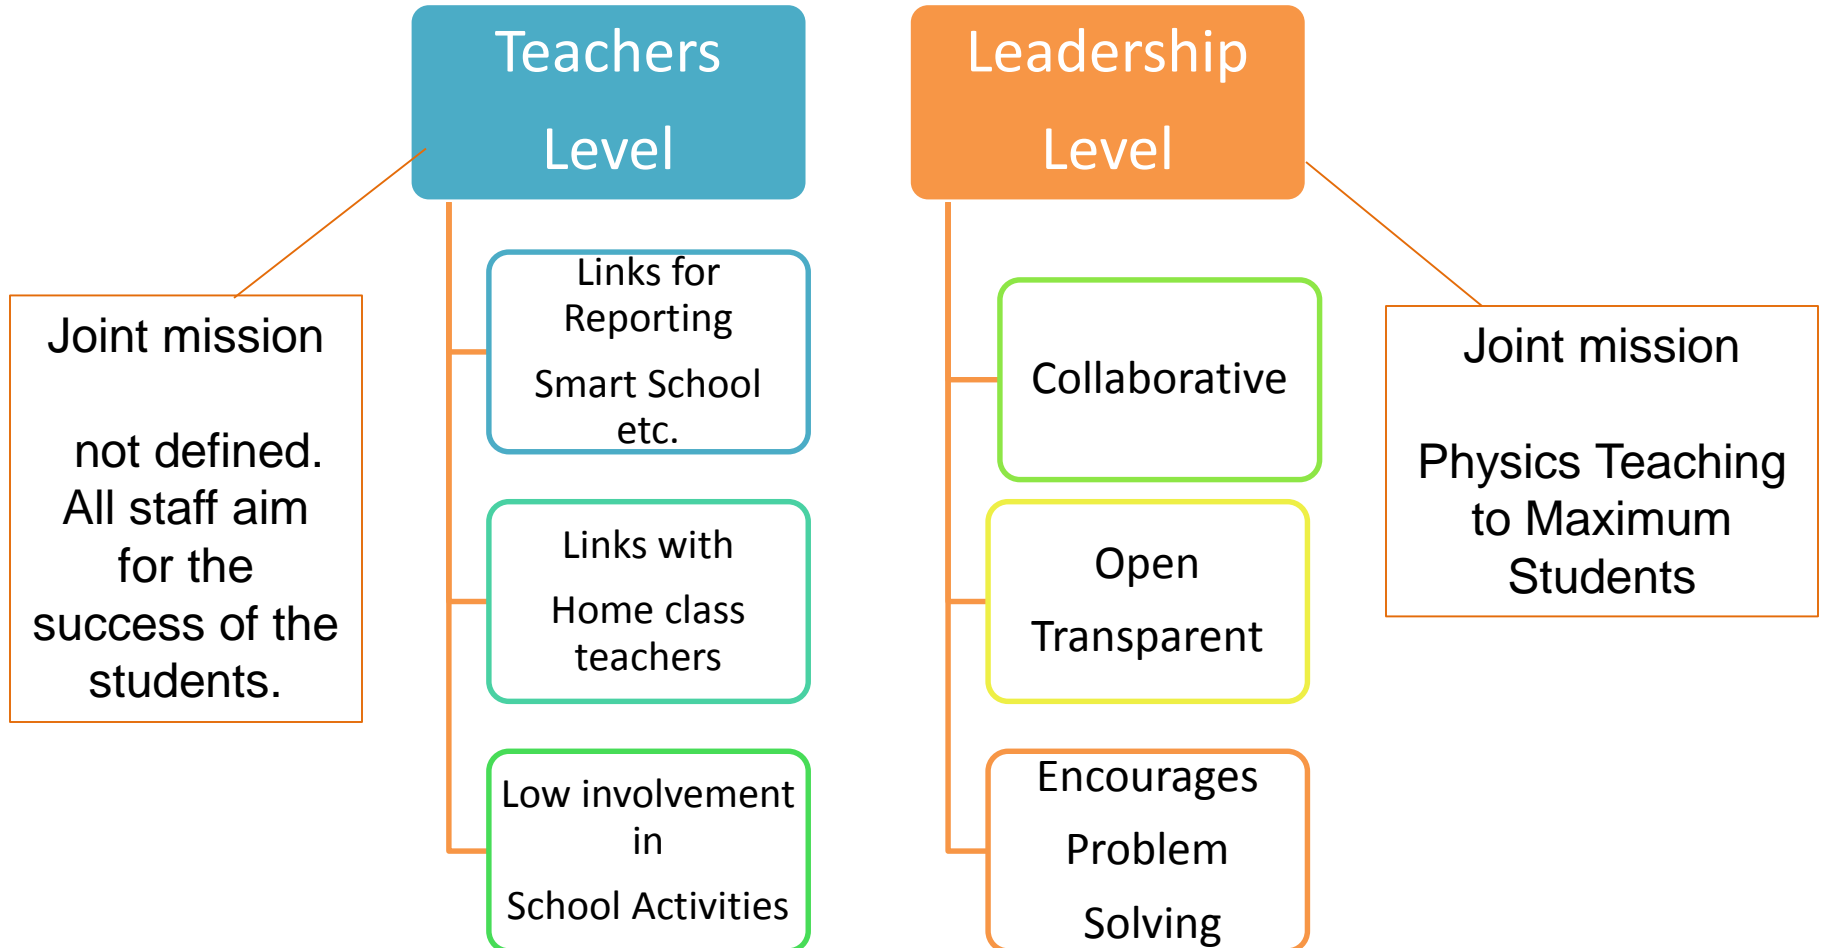 Teachers
Level
Links for
Reporting
Smart School
etc.
Links with
Home class
teachers
Low involvement
in
School Activities
Joint mission
not defined.
All staff aim
for the
success of the
students.
Leadership
Level
Collaborative
Open
Transparent
Encourages
Problem
Solving
Joint mission
Physics Teaching
to Maximum
Students